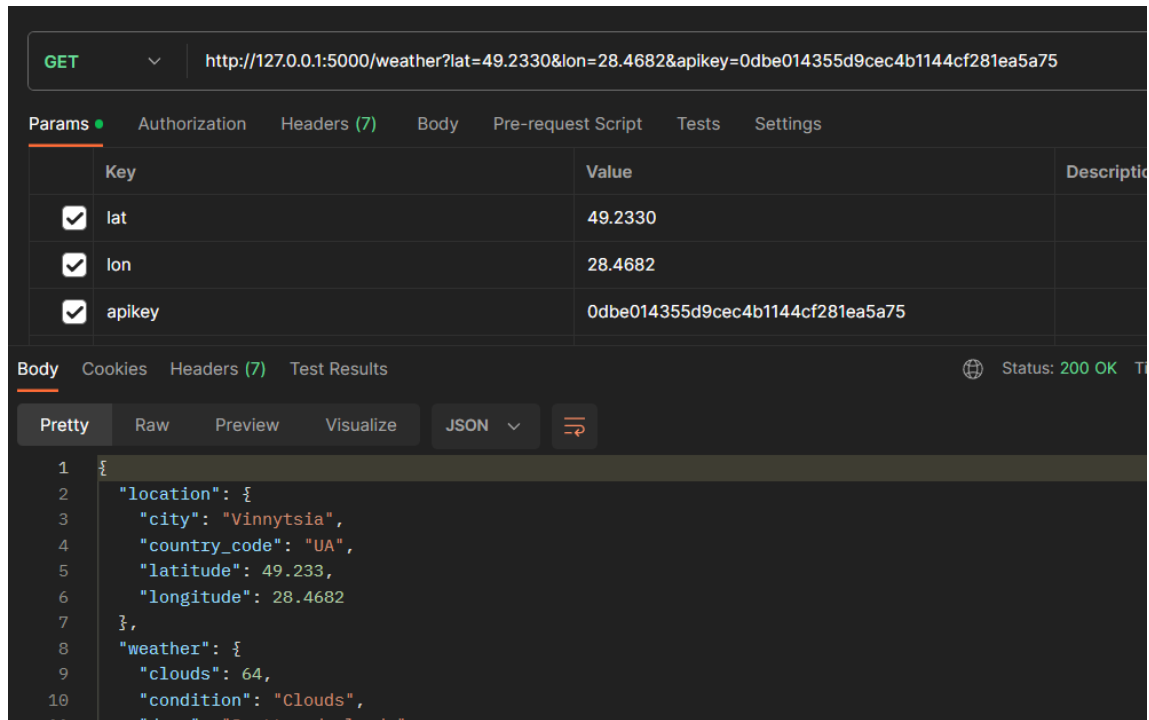 GET http://127.0.0.1:5000/weather?lat=49.2330&lon=28.4682&apikey=0dbe014355d9cec4b1144cf281ea5a75
Params Authorization Headers (7) Body Pre-request Script Tests Settings
Key Value Descriptio
lat 49.2330
lon 28.4682
apikey 0dbe014355d9cec4b1144cf281ea5a75
Body Cookies Headers (7) Test Results Status: 200 OK Ti
Pretty Raw Preview Visualize JSON
1 {
2 "location": {
3 "city": "Vinnytsia",
4 "country_code": "UA",
5 "latitude": 49.233,
6 "longitude": 28.4682
7 },
8 "weather": {
9 "clouds": 64,
10 "condition": "Clouds",